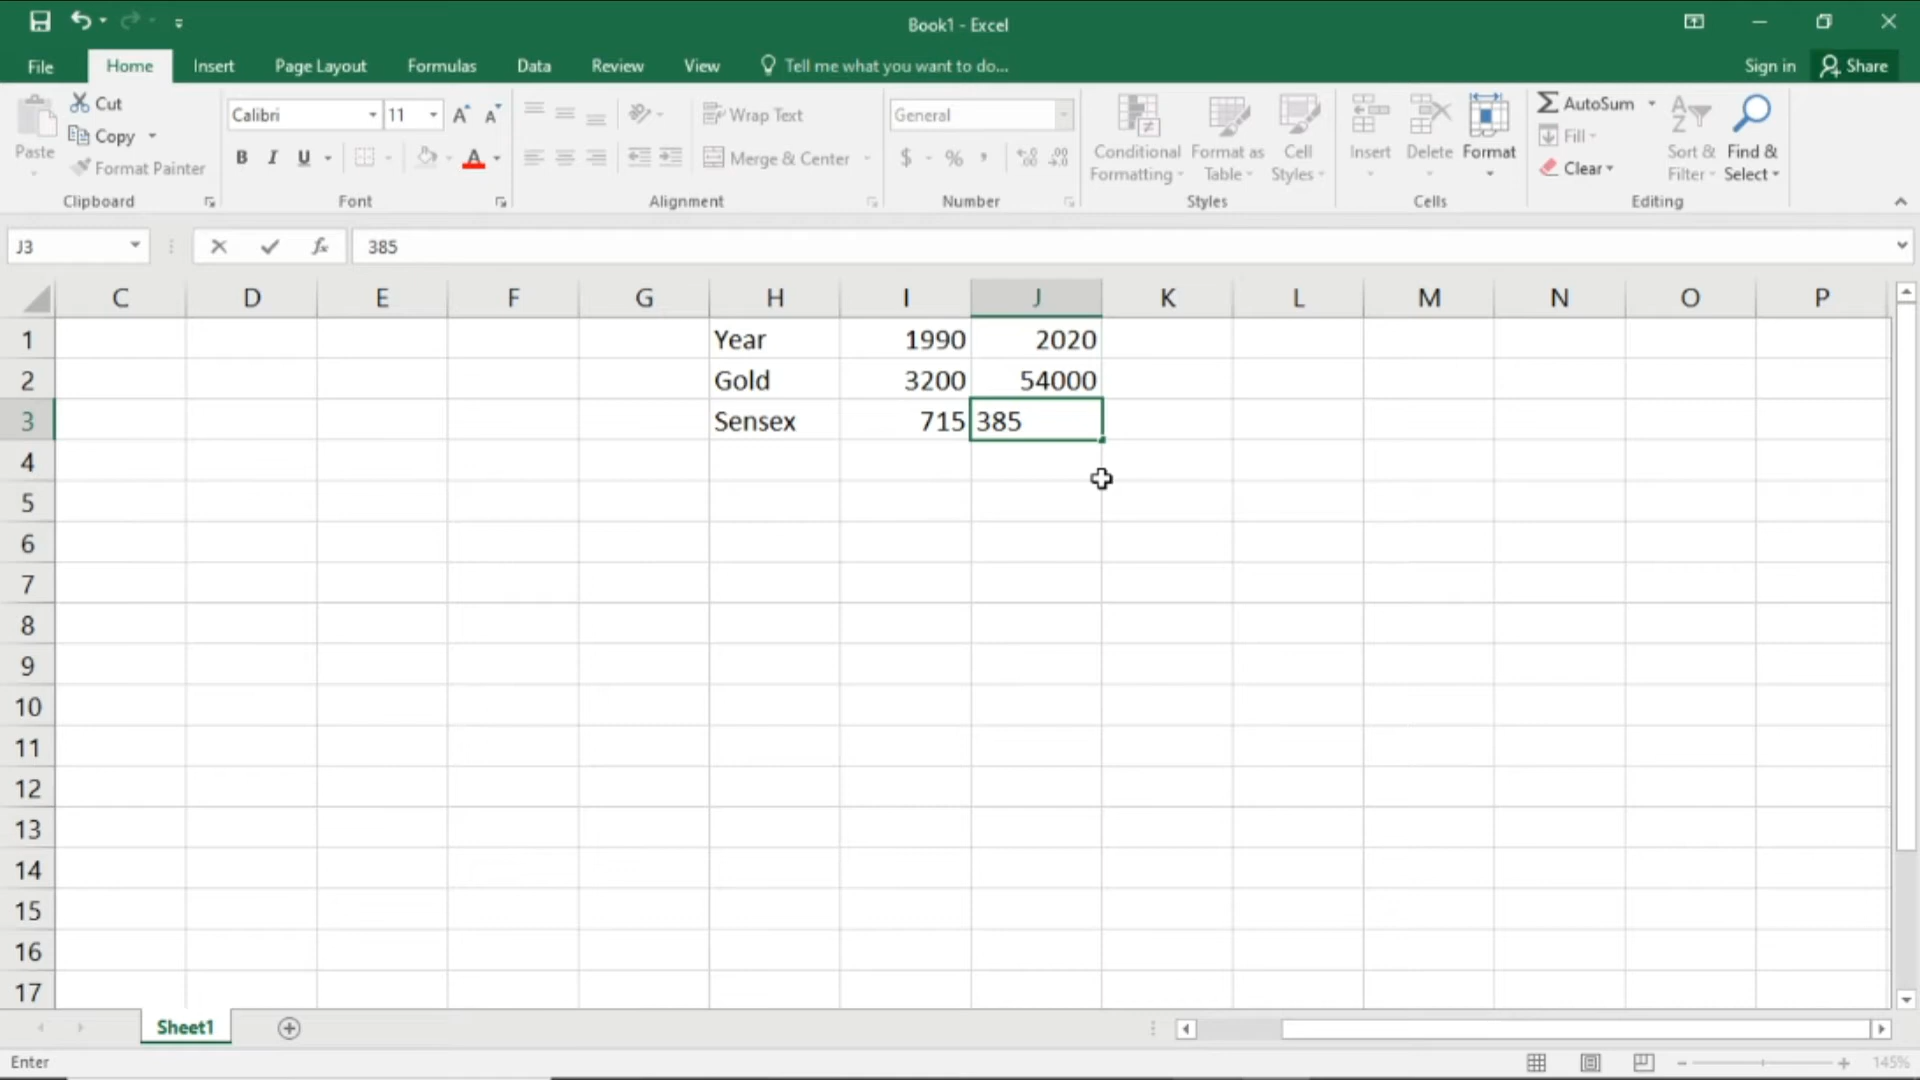 Book1 - Excel
File Home Insert Page Layout Formulas Data Review View Tell me what you want to do... Sign in Share
Paste
Cut
Copy
Format Painter
Clipboard
Calibri 11
B I U
Font
Wrap Text
Merge & Center
Alignment
General
$ % ,
Number
Conditional Formatting
Format as Table
Cell Styles
Styles
Insert
Delete
Format
Cells
AutoSum
Fill
Clear
Sort & Filter
Find & Select
Editing
J3 fx 385
C D E F G H I J K L M N O P
1 Year 1990 2020
2 Gold 3200 54000
3 Sensex 715 385
4
5
6
7
8
9
10
11
12
13
14
15
16
17
Sheet1
Enter 145%